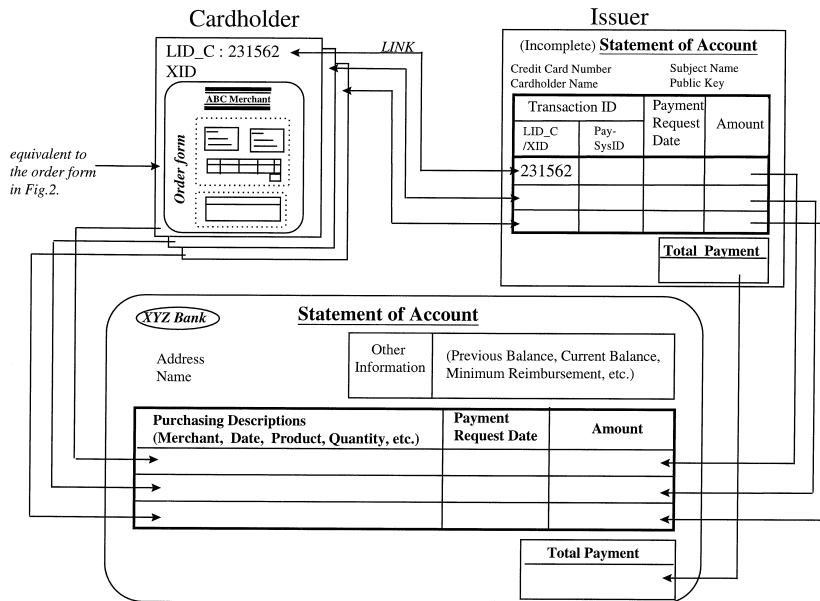 Cardholder
LID_C : 231562
XID
ABC Merchant
Order form
equivalent to
the order form
in Fig.2.
LINK
Issuer
(Incomplete) Statement of Account
Credit Card Number
Cardholder Name
Subject Name
Public Key
Transaction ID
LID_C
/XID
Pay-
SysID
Payment
Request
Date
Amount
231562
Total Payment
XYZ Bank
Statement of Account
Address
Name
Other
Information
(Previous Balance, Current Balance,
Minimum Reimbursement, etc.)
Purchasing Descriptions
(Merchant, Date, Product, Quantity, etc.)
Payment
Request Date
Amount
Total Payment